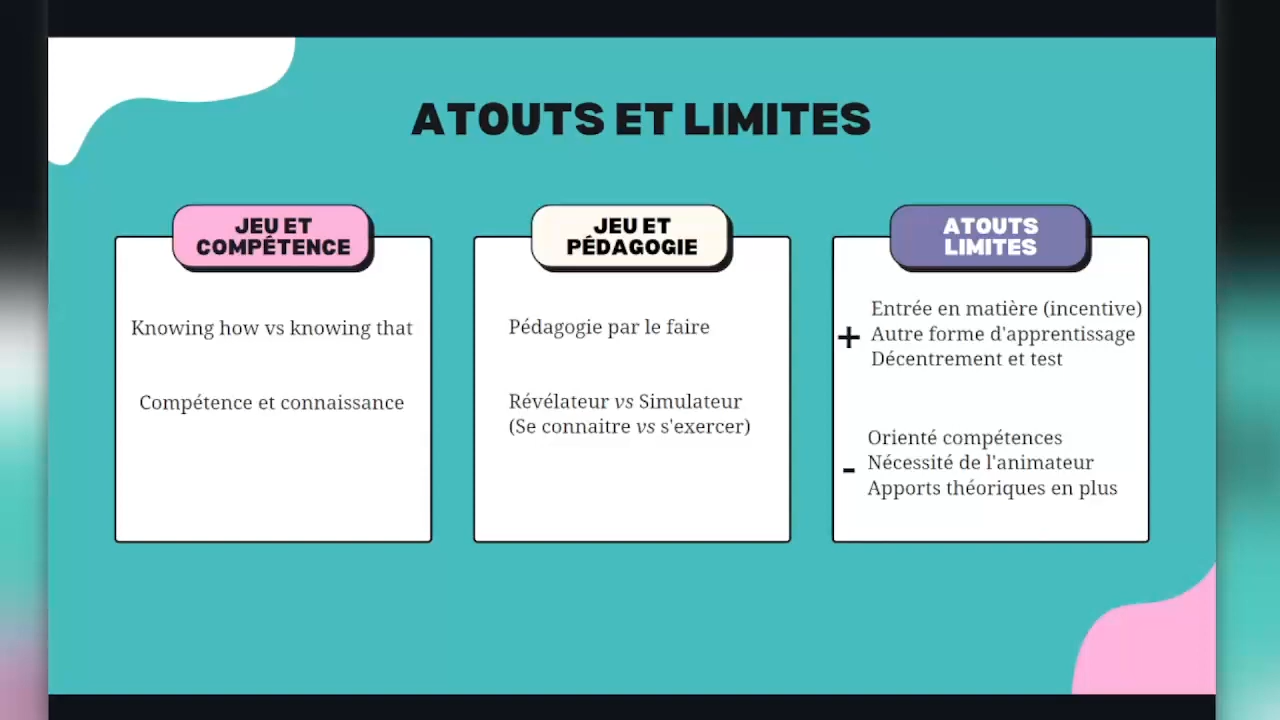 ATOUTS ET LIMITES
JEU ET
COMPÉTENCE
Knowing how vs knowing that
Compétence et connaissance
JEU ET
PÉDAGOGIE
Pédagogie par le faire
Révélateur vs Simulateur
(Se connaitre vs s'exercer)
ATOUTS
LIMITES
+
Entrée en matière (incentive)
Autre forme d'apprentissage
Décentrement et test
-
Orienté compétences
Nécessité de l'animateur
Apports théoriques en plus